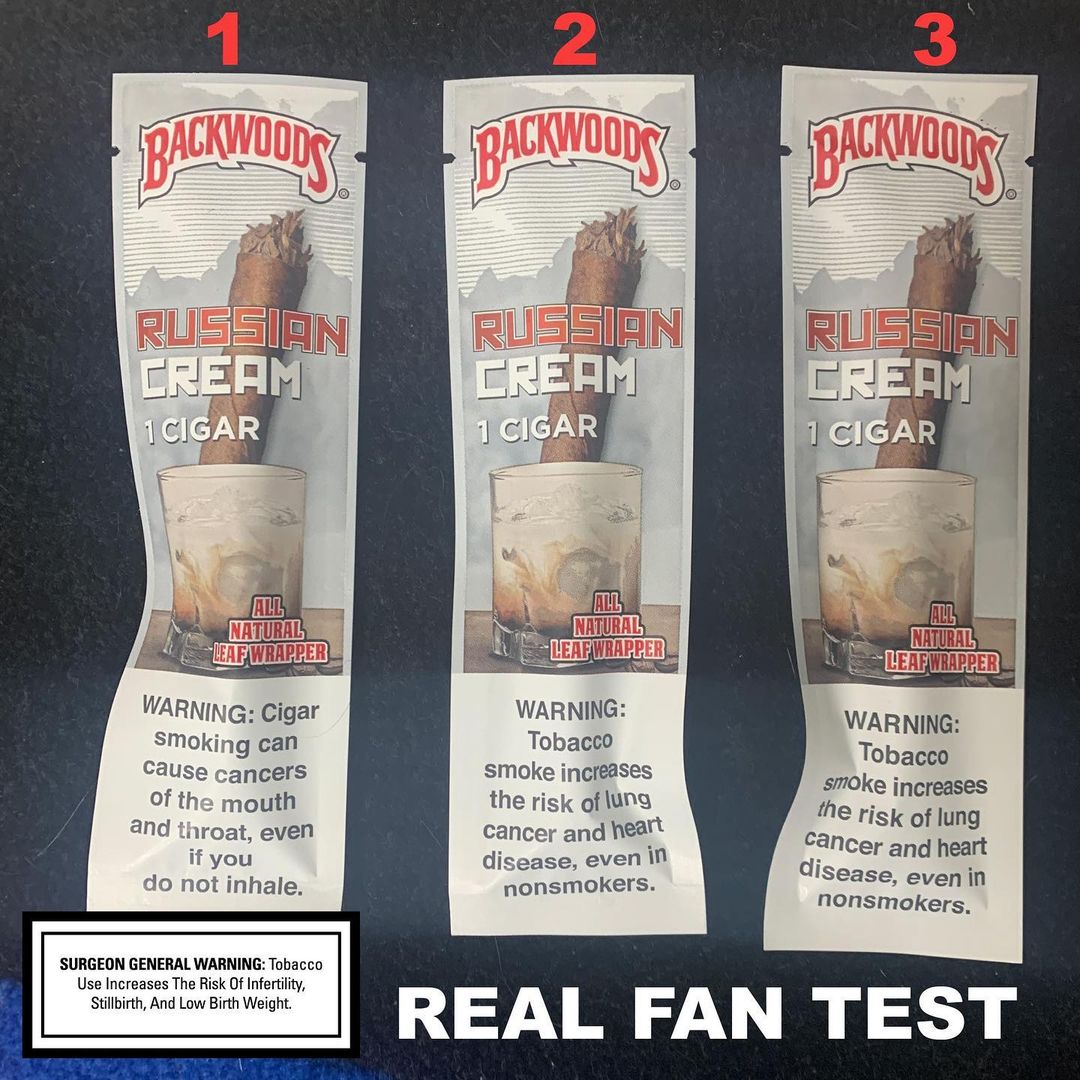 1
2
3
BACKWOODS®
RUSSIAN
CREAM
1 CIGAR
ALL
NATURAL
LEAF WRAPPER
WARNING: Cigar
smoking can
cause cancers
of the mouth
and throat, even
if you
do not inhale.
BACKWOODS®
RUSSIAN
CREAM
1 CIGAR
ALL
NATURAL
LEAF WRAPPER
WARNING:
Tobacco
smoke increases
the risk of lung
cancer and heart
disease, even in
nonsmokers.
BACKWOODS®
RUSSIAN
CREAM
1 CIGAR
ALL
NATURAL
LEAF WRAPPER
WARNING:
Tobacco
smoke increases
the risk of lung
cancer and heart
disease, even in
nonsmokers.
SURGEON GENERAL WARNING: Tobacco
Use Increases The Risk Of Infertility,
Stillbirth, And Low Birth Weight.
REAL FAN TEST